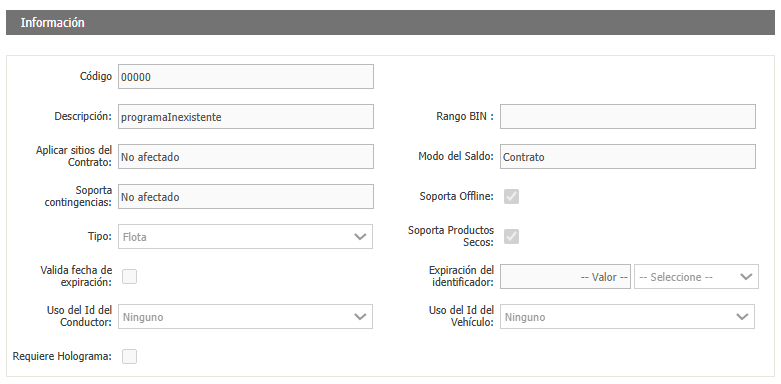 Información
Código 00000
Descripción: programaInexistente Rango BIN :
Aplicar sitios del
Contrato: No afectado Modo del Saldo: Contrato
Soporta
contingencias: No afectado Soporta Offline:
Tipo: Flota Soporta Productos
Secos:
Valida fecha de
expiración: Expiración del
identificador: -- Valor -- -- Seleccione --
Uso del Id del
Conductor: Ninguno Uso del Id del
Vehículo: Ninguno
Requiere Holograma: